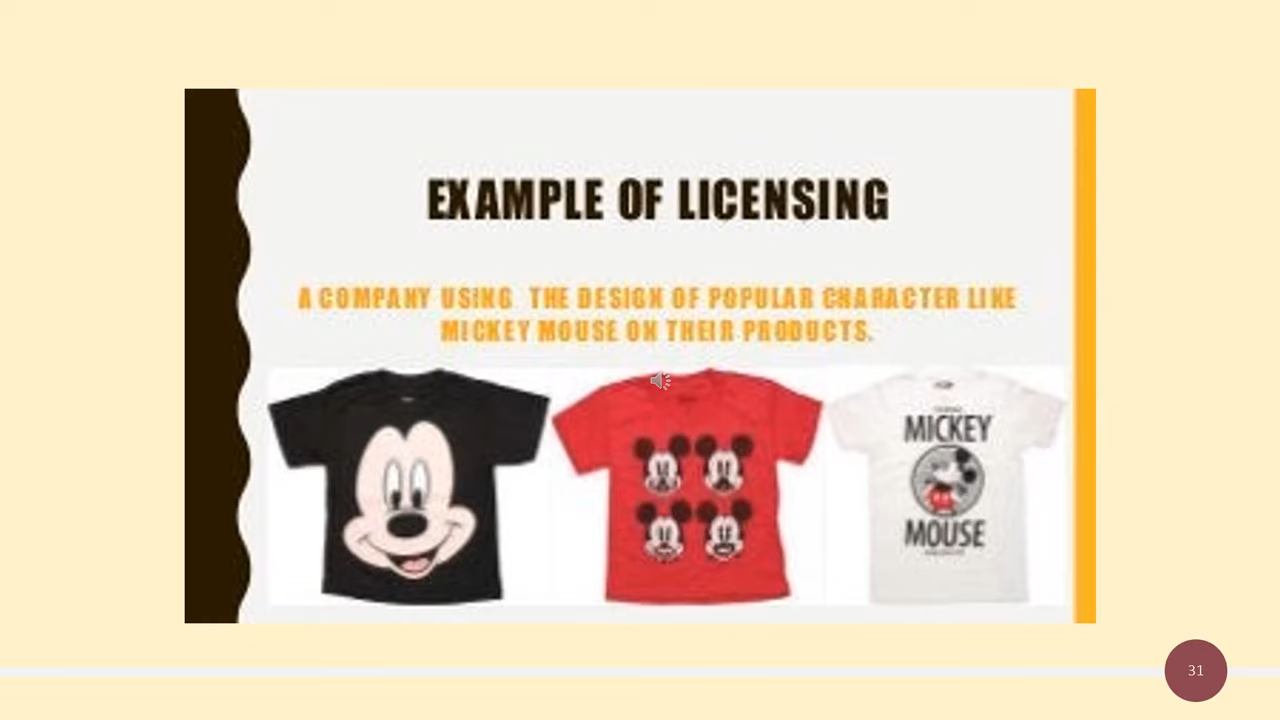 EXAMPLE OF LICENSING
A COMPANY USING THE DESIGN OF POPULAR CHARACTER LIKE
MICKEY MOUSE ON THEIR PRODUCTS.
MICKEY
MOUSE
31